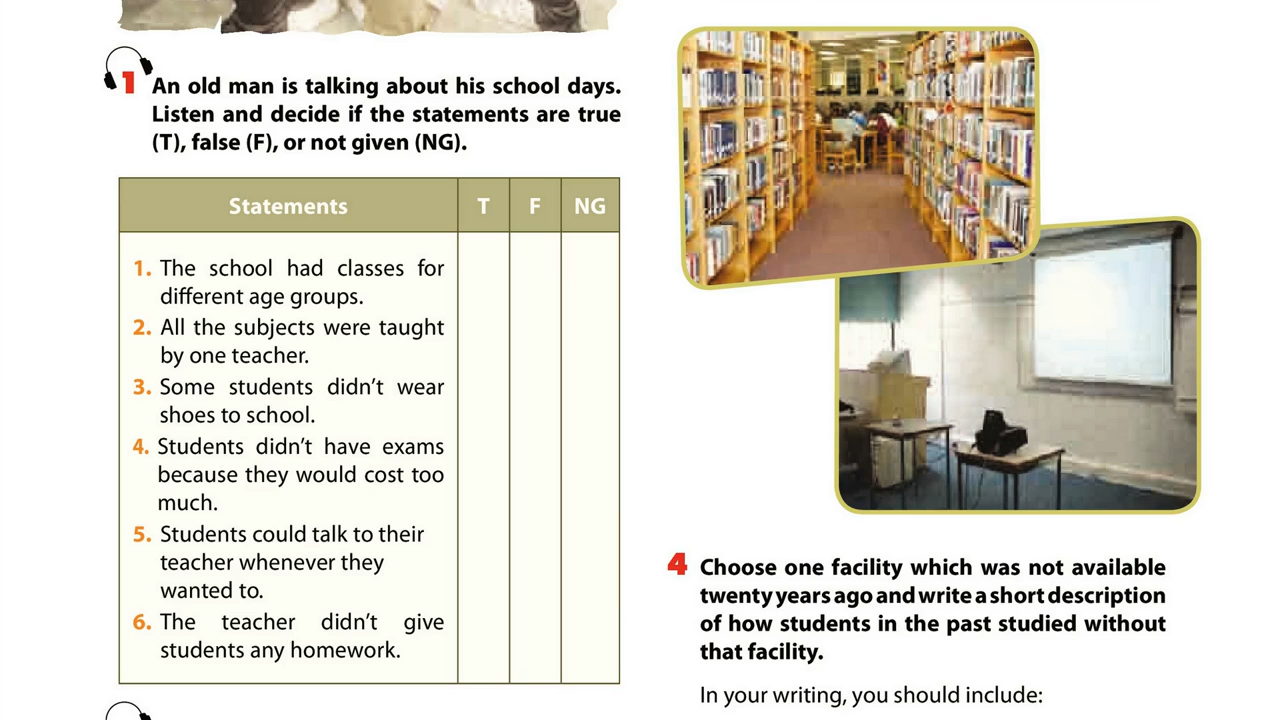 1 An old man is talking about his school days.
Listen and decide if the statements are true
(T), false (F), or not given (NG).
Statements T F NG
1. The school had classes for
different age groups.
2. All the subjects were taught
by one teacher.
3. Some students didn’t wear
shoes to school.
4. Students didn’t have exams
because they would cost too
much.
5. Students could talk to their
teacher whenever they
wanted to.
6. The teacher didn’t give
students any homework.
4 Choose one facility which was not available
twenty years ago and write a short description
of how students in the past studied without
that facility.
In your writing, you should include: